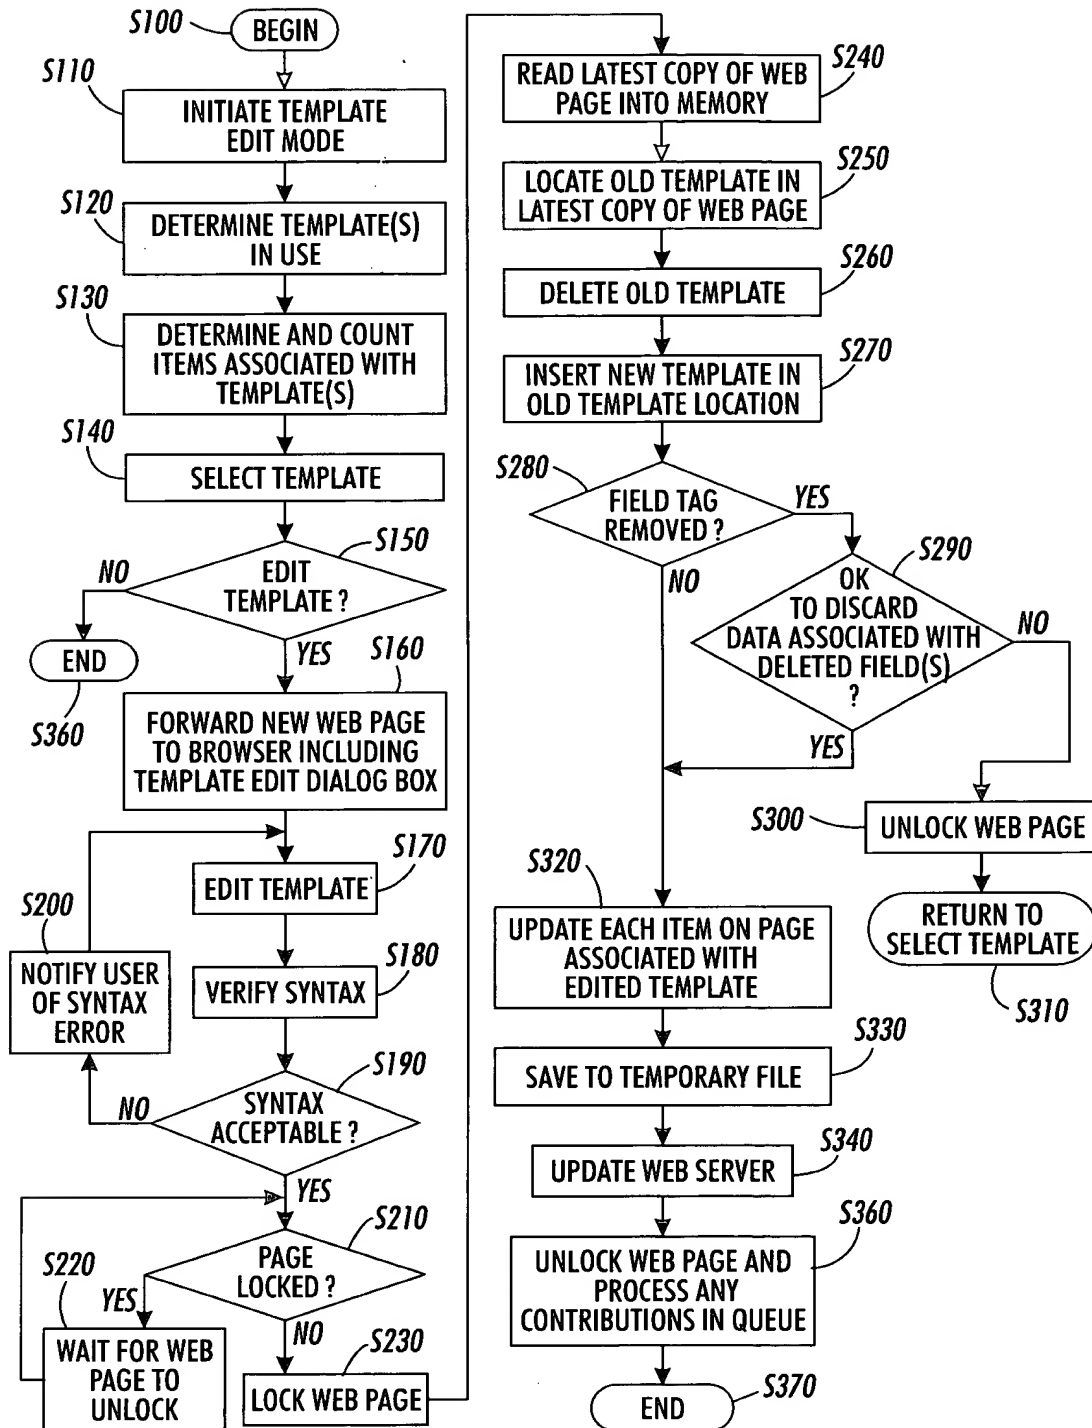 S100
BEGIN
S110
INITIATE TEMPLATE
EDIT MODE
S120
DETERMINE TEMPLATE(S)
IN USE
S130
DETERMINE AND COUNT
ITEMS ASSOCIATED WITH
TEMPLATE(S)
S140
SELECT TEMPLATE
S150
EDIT
TEMPLATE ?
NO
END
S360
YES
S160
FORWARD NEW WEB PAGE
TO BROWSER INCLUDING
TEMPLATE EDIT DIALOG BOX
S170
EDIT TEMPLATE
S180
VERIFY SYNTAX
S190
SYNTAX
ACCEPTABLE ?
NO
S200
NOTIFY USER
OF SYNTAX
ERROR
YES
S210
PAGE
LOCKED ?
YES
S220
WAIT FOR WEB
PAGE TO
UNLOCK
NO
S230
LOCK WEB PAGE
S240
READ LATEST COPY OF WEB
PAGE INTO MEMORY
S250
LOCATE OLD TEMPLATE IN
LATEST COPY OF WEB PAGE
S260
DELETE OLD TEMPLATE
S270
INSERT NEW TEMPLATE IN
OLD TEMPLATE LOCATION
S280
FIELD TAG
REMOVED ?
YES
NO
S290
OK
TO DISCARD
DATA ASSOCIATED WITH
DELETED FIELD(S)
?
NO
YES
S300
UNLOCK WEB PAGE
RETURN TO
SELECT TEMPLATE
S310
S320
UPDATE EACH ITEM ON PAGE
ASSOCIATED WITH
EDITED TEMPLATE
S330
SAVE TO TEMPORARY FILE
S340
UPDATE WEB SERVER
S360
UNLOCK WEB PAGE AND
PROCESS ANY
CONTRIBUTIONS IN QUEUE
END
S370